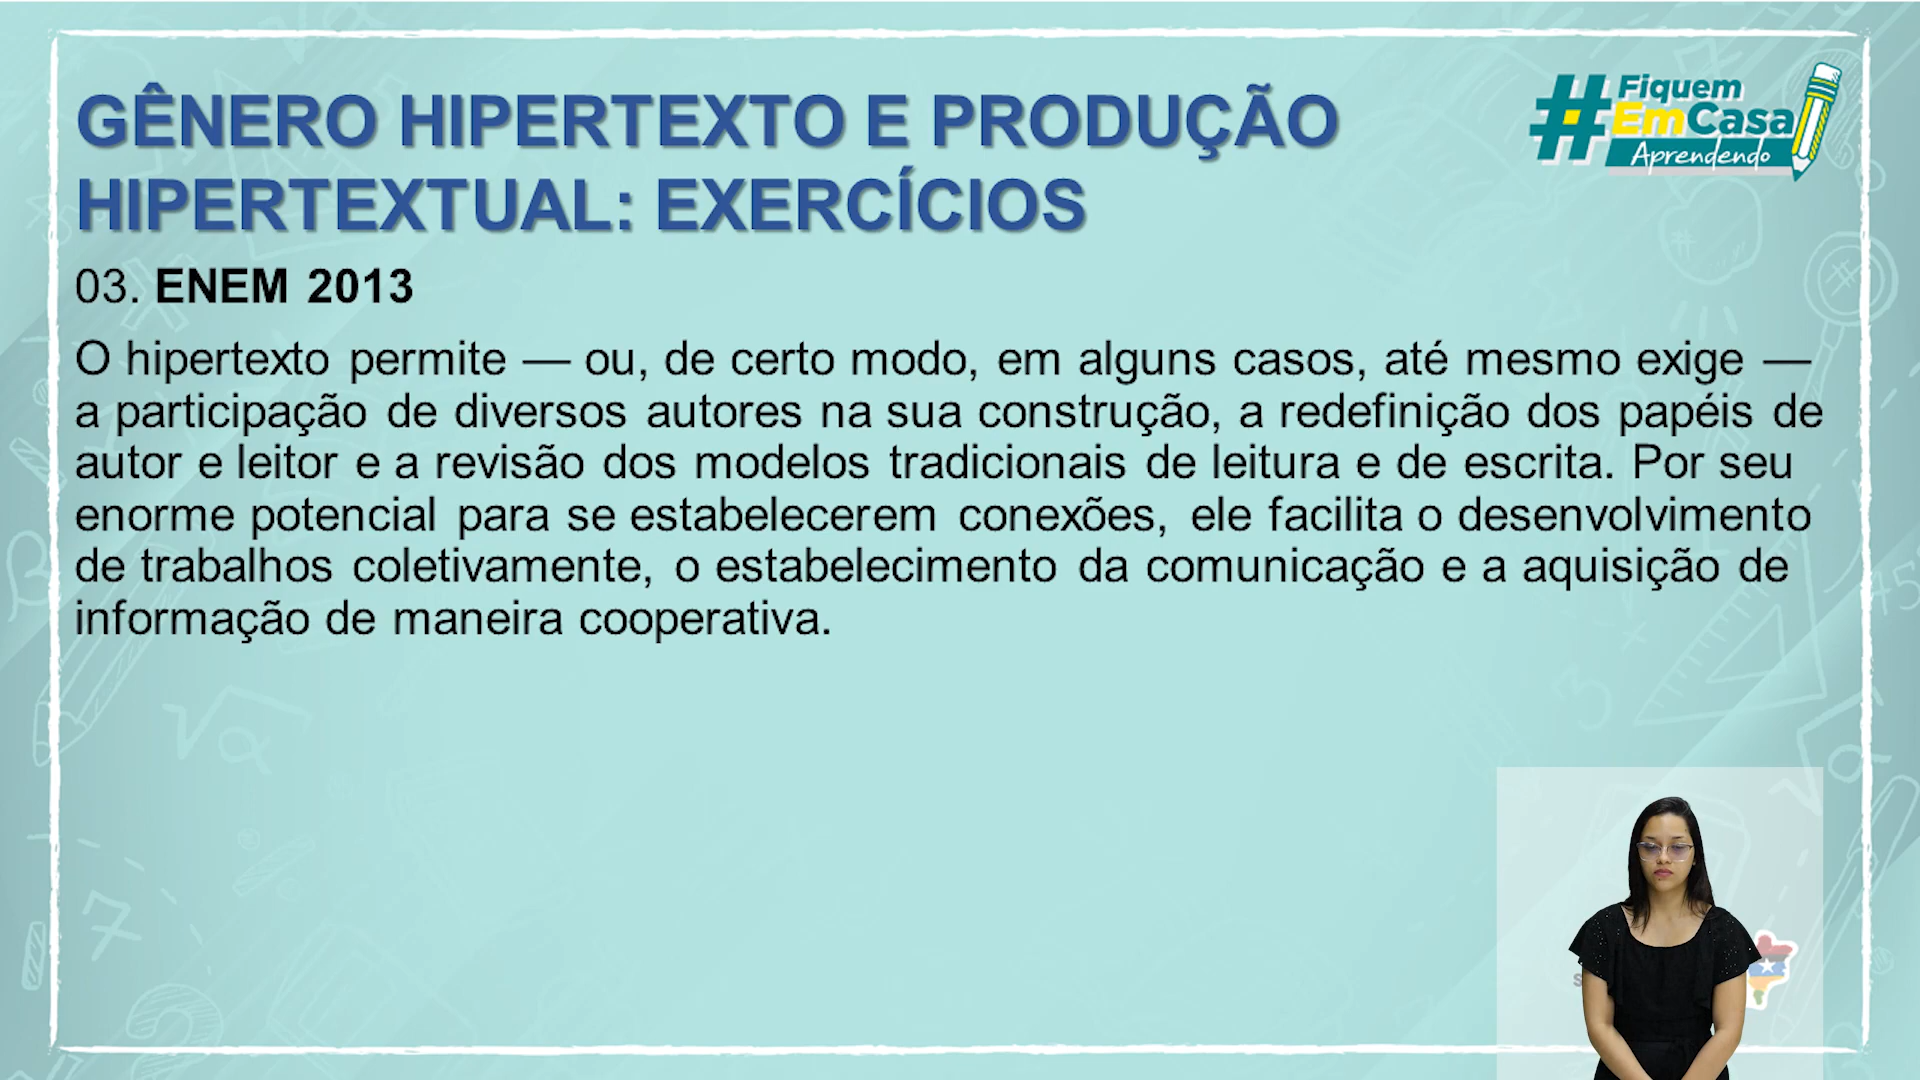 GÊNERO HIPERTEXTO E PRODUÇÃO
HIPERTEXTUAL: EXERCÍCIOS
#Fiquem
EmCasa
Aprendendo
03. ENEM 2013
O hipertexto permite — ou, de certo modo, em alguns casos, até mesmo exige —
a participação de diversos autores na sua construção, a redefinição dos papéis de
autor e leitor e a revisão dos modelos tradicionais de leitura e de escrita. Por seu
enorme potencial para se estabelecerem conexões, ele facilita o desenvolvimento
de trabalhos coletivamente, o estabelecimento da comunicação e a aquisição de
informação de maneira cooperativa.